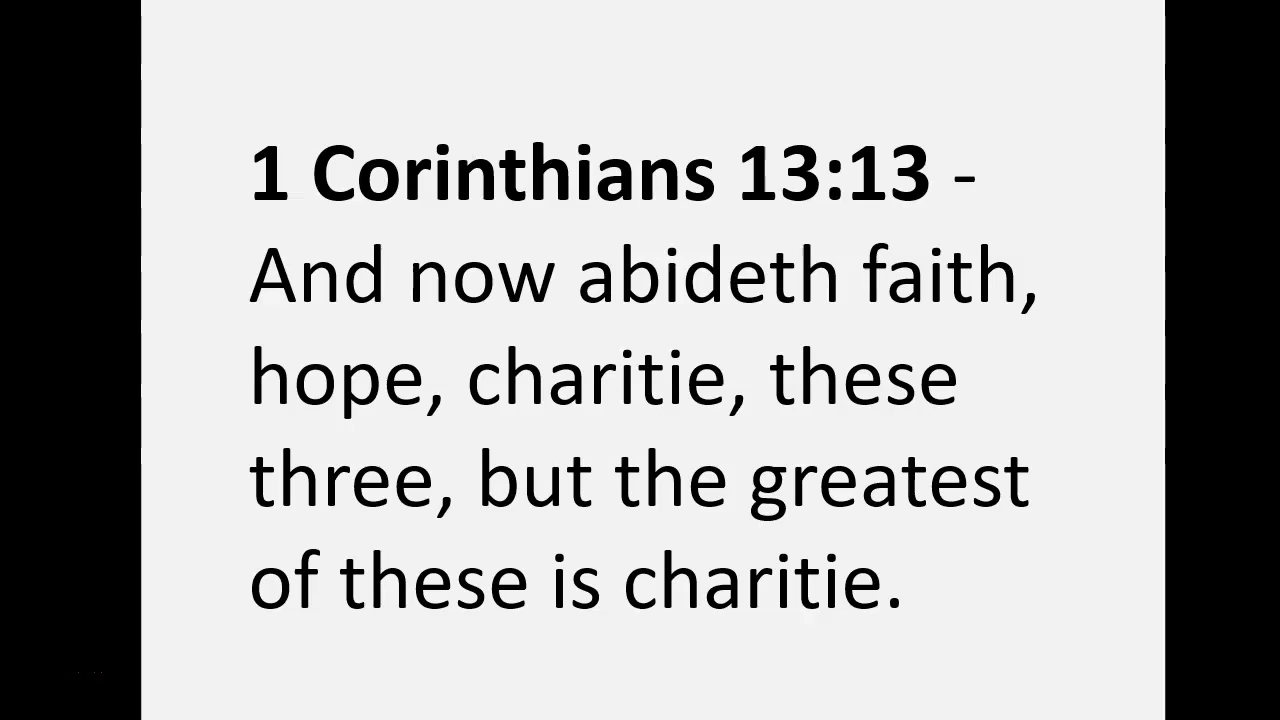 1 Corinthians 13:13 -
And now abideth faith,
hope, charitie, these
three, but the greatest
of these is charitie.